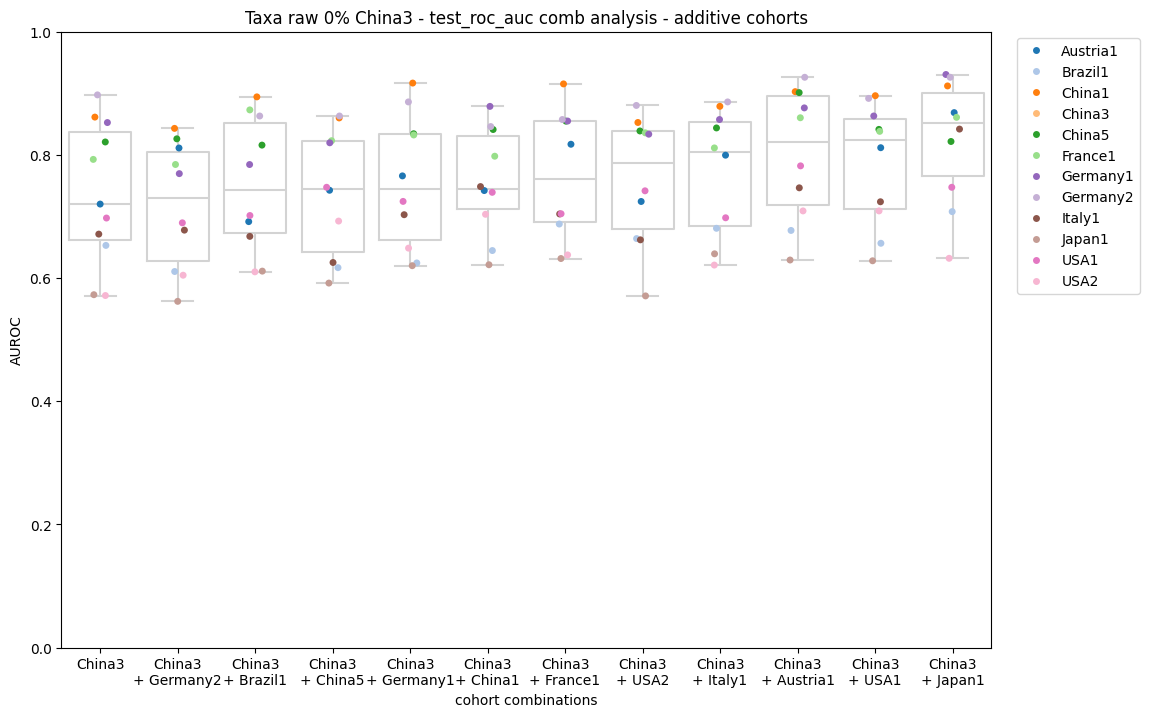 Taxa raw 0% China3 - test_roc_auc comb analysis - additive cohorts
1.0
0.8
0.6
0.4
0.2
0.0
AUROC
China3
China3
+ Germany2
China3
+ Brazil1
China3
+ China5
China3
+ Germany1
China3
+ China1
China3
+ France1
China3
+ USA2
China3
+ Italy1
China3
+ Austria1
China3
+ USA1
China3
+ Japan1
cohort combinations
Austria1
Brazil1
China1
China3
China5
France1
Germany1
Germany2
Italy1
Japan1
USA1
USA2